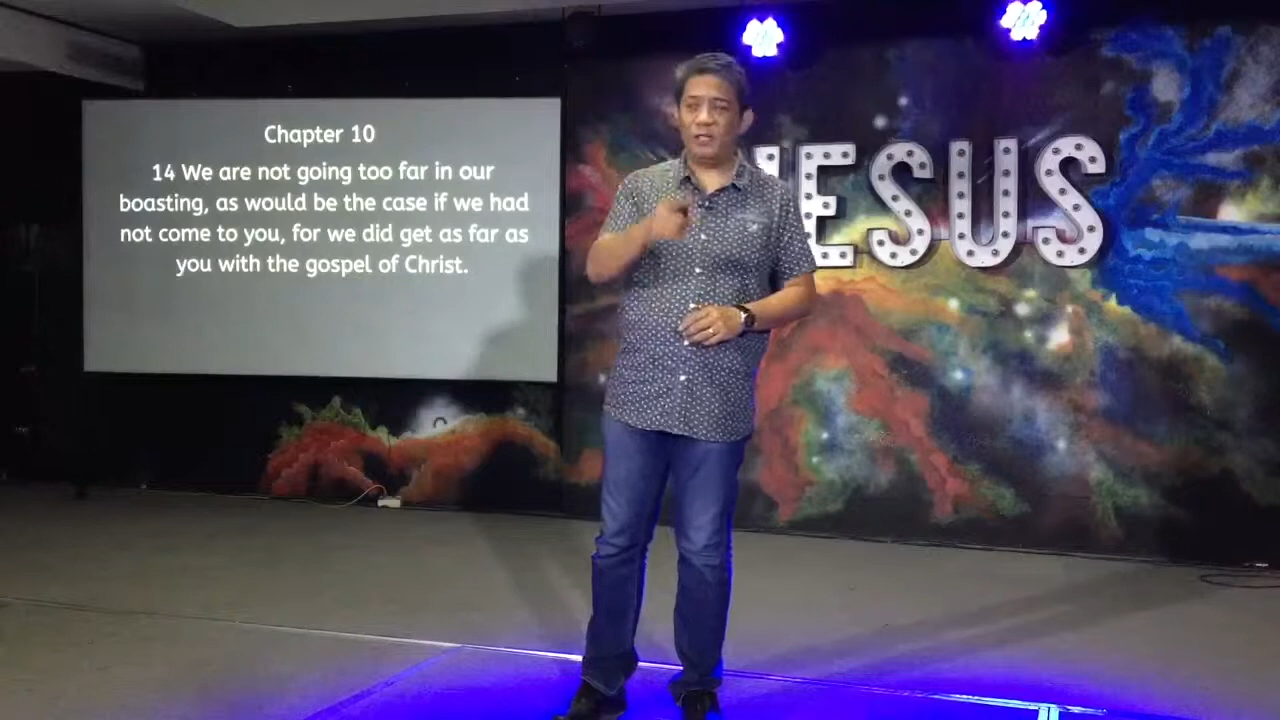 Chapter 10
14 We are not going too far in our
boasting, as would be the case if we had
not come to you, for we did get as far as
you with the gospel of Christ.
JESUS